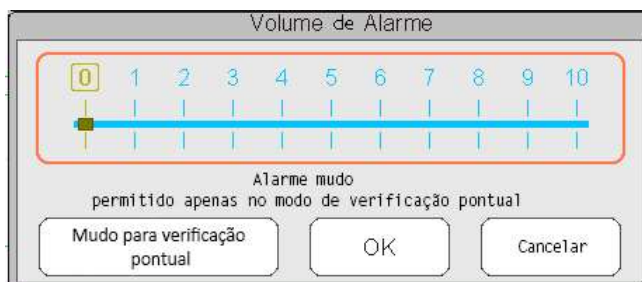 Volume de Alarme
0 1 2 3 4 5 6 7 8 9 10
Alarme mudo
permitido apenas no modo de verificação pontual
Mudo para verificação
pontual
OK
Cancelar